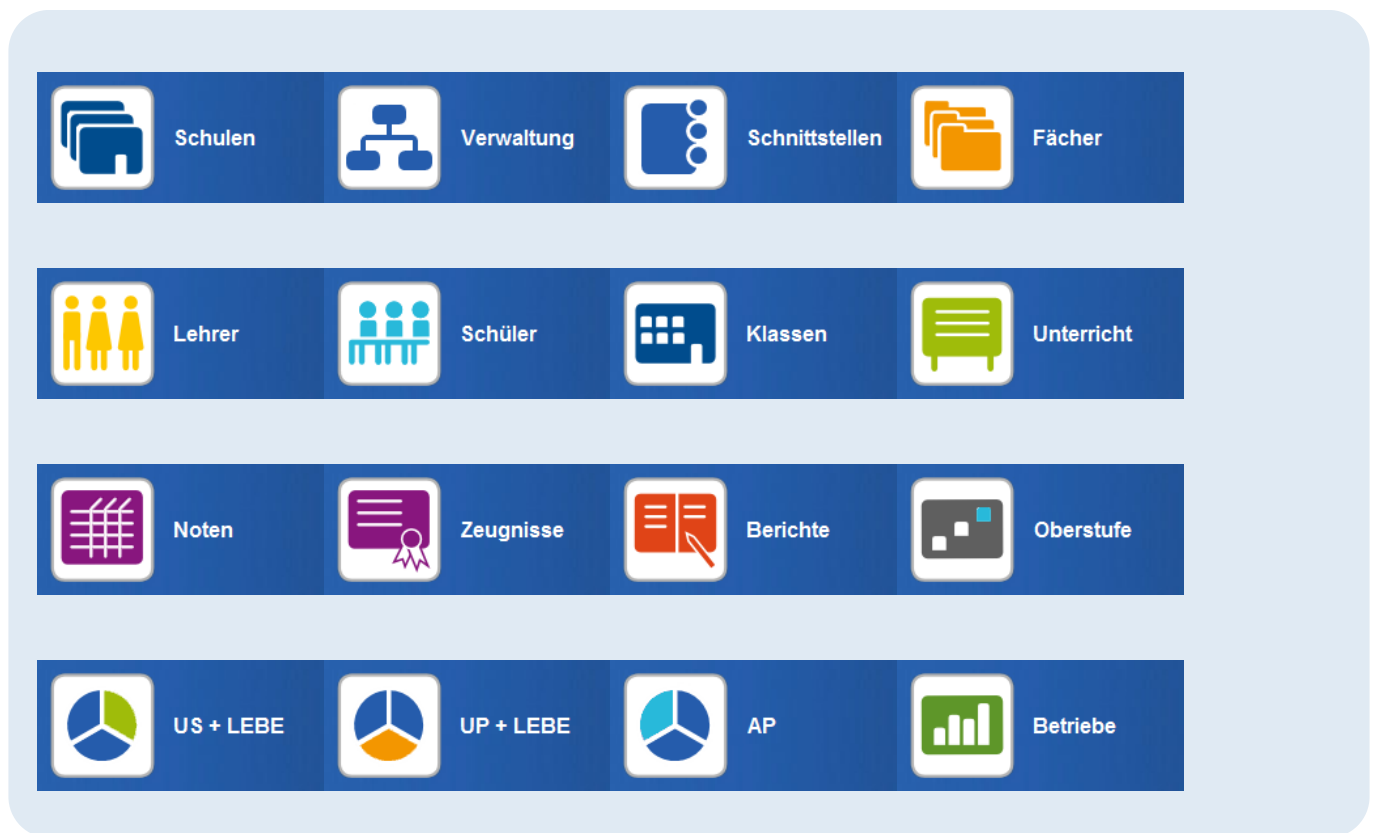 Schulen
Verwaltung
Schnittstellen
Fächer
Lehrer
Schüler
Klassen
Unterricht
Noten
Zeugnisse
Berichte
Oberstufe
US + LEBE
UP + LEBE
AP
Betriebe